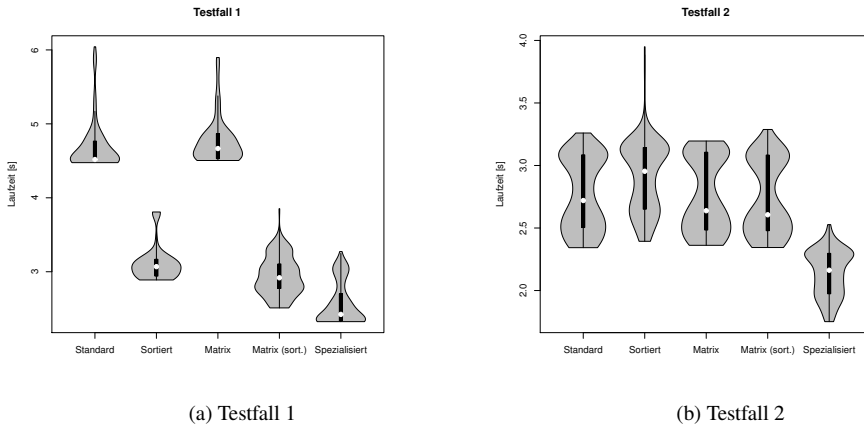 Testfall 1
6
5
4
3
Laufzeit [s]
Standard Sortiert Matrix Matrix (sort.) Spezialisiert
(a) Testfall 1
Testfall 2
4.0
3.5
3.0
2.5
2.0
Laufzeit [s]
Standard Sortiert Matrix Matrix (sort.) Spezialisiert
(b) Testfall 2